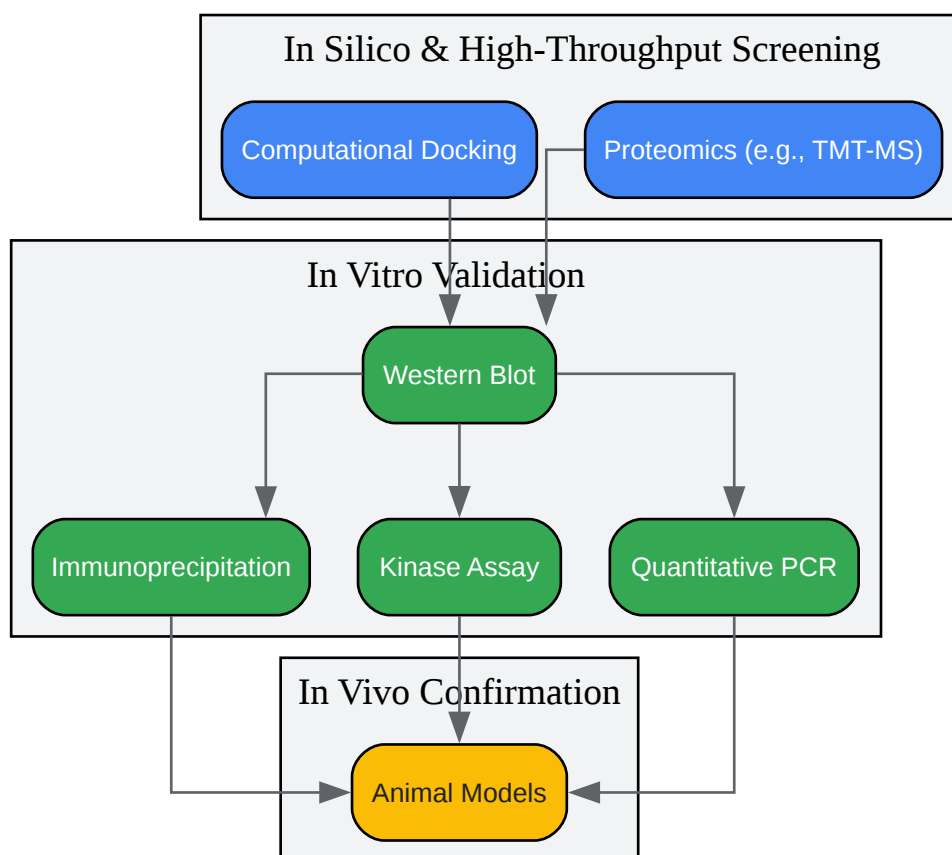 In Silico & High-Throughput Screening
Computational Docking
Proteomics (e.g., TMT-MS)
In Vitro Validation
Western Blot
Immunoprecipitation
Kinase Assay
Quantitative PCR
In Vivo Confirmation
Animal Models